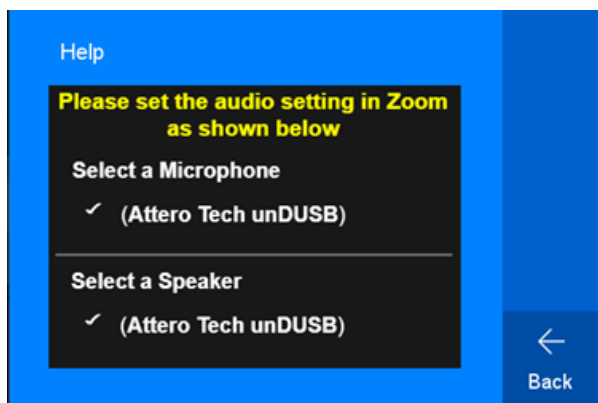 Help
Please set the audio setting in Zoom
as shown below
Select a Microphone
(Attero Tech unDUSB)
Select a Speaker
(Attero Tech unDUSB)
Back